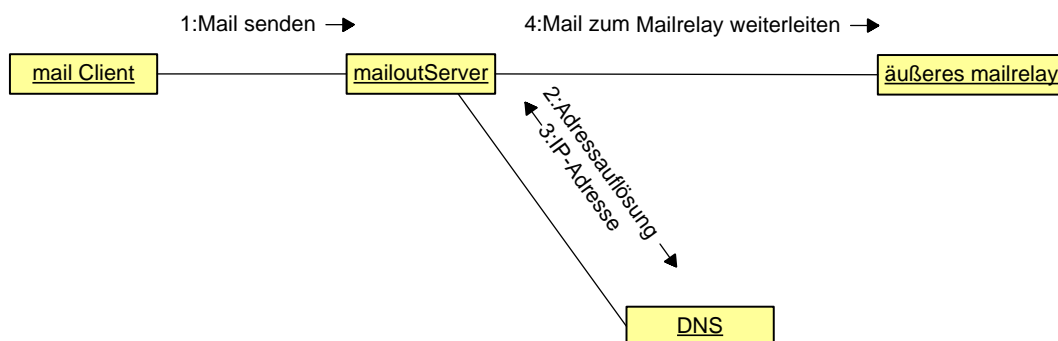 1:Mail senden
4:Mail zum Mailrelay weiterleiten
mail Client
mailoutServer
äußeres mailrelay
2:Adressauflösung
3:IP-Adresse
DNS